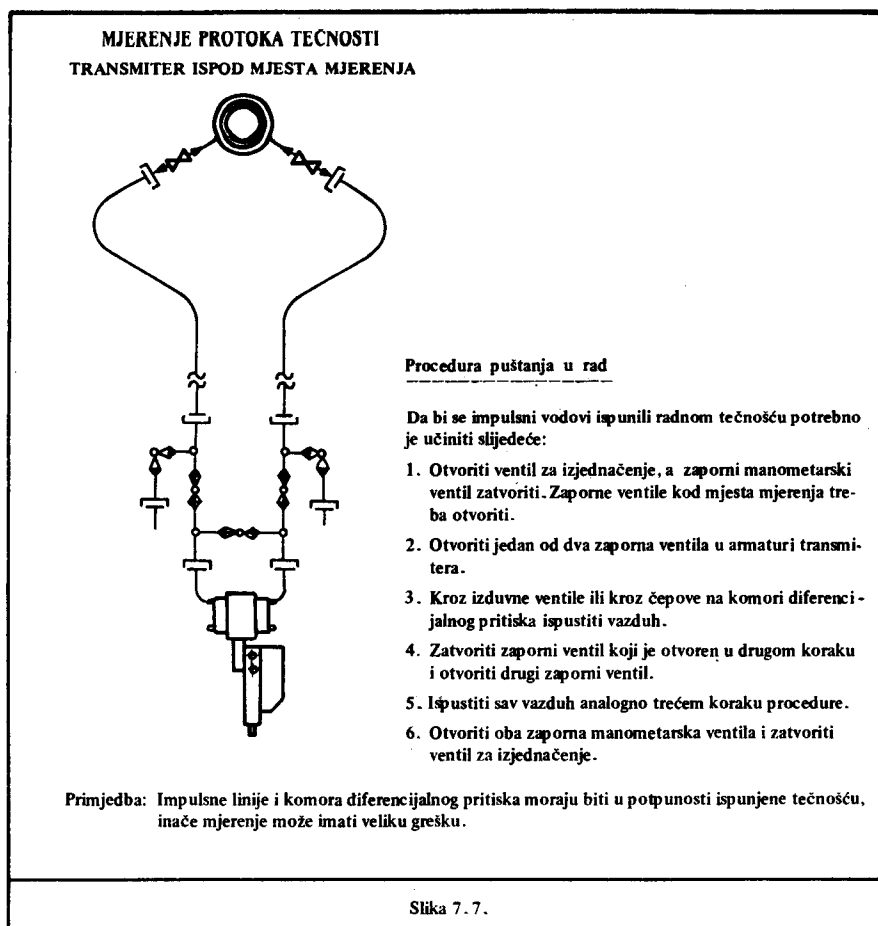 MJERENJE PROTOKA TEČNOSTI
TRANSMITER ISPOD MJESTA MJERENJA
Procedura puštanja u rad
Da bi se impulsni vodovi ispunili radnom tečnošću potrebno
je učiniti slijedeće:
1. Otvoriti ventil za izjednačenje, a zaporni manometarski
ventil zatvoriti. Zaporne ventile kod mjesta mjerenja tre-
ba otvoriti.
2. Otvoriti jedan od dva zaporna ventila u armaturi transmi-
tera.
3. Kroz izduvne ventile ili kroz čepove na komori diferenci-
jalnog pritiska ispustiti vazduh.
4. Zatvoriti zaporni ventil koji je otvoren u drugom koraku
i otvoriti drugi zaporni ventil.
5. Ispustiti sav vazduh analogno trećem koraku procedure.
6. Otvoriti oba zaporna manometarska ventila i zatvoriti
ventil za izjednačenje.
Primjedba: Impulsne linije i komora diferencijalnog pritiska moraju biti u potpunosti ispunjene tečnošću,
inače mjerenje može imati veliku grešku.
Slika 7.7.